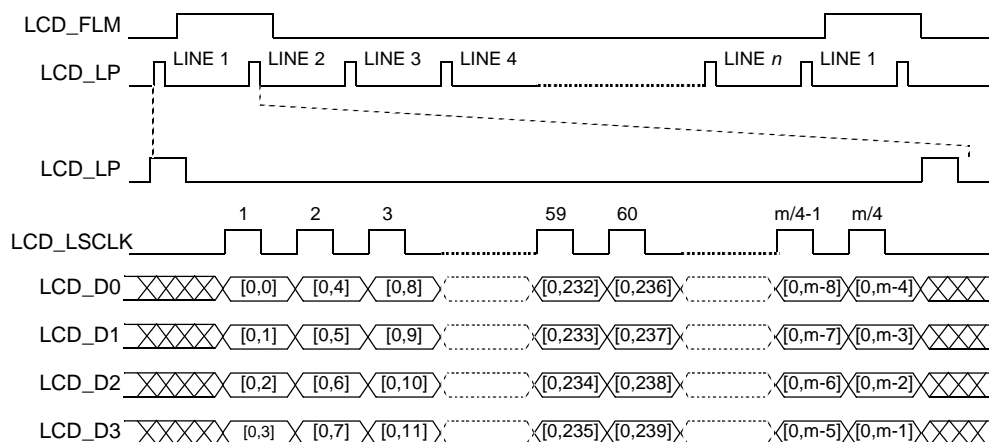 LCD_FLM
LINE 1 LINE 2 LINE 3 LINE 4 LINE n LINE 1
LCD_LP
LCD_LP
1 2 3 59 60 m/4-1 m/4
LCD_LSCLK
LCD_D0 [0,0] [0,4] [0,8] [0,232] [0,236] [0,m-8] [0,m-4]
LCD_D1 [0,1] [0,5] [0,9] [0,233] [0,237] [0,m-7] [0,m-3]
LCD_D2 [0,2] [0,6] [0,10] [0,234] [0,238] [0,m-6] [0,m-2]
LCD_D3 [0,3] [0,7] [0,11] [0,235] [0,239] [0,m-5] [0,m-1]